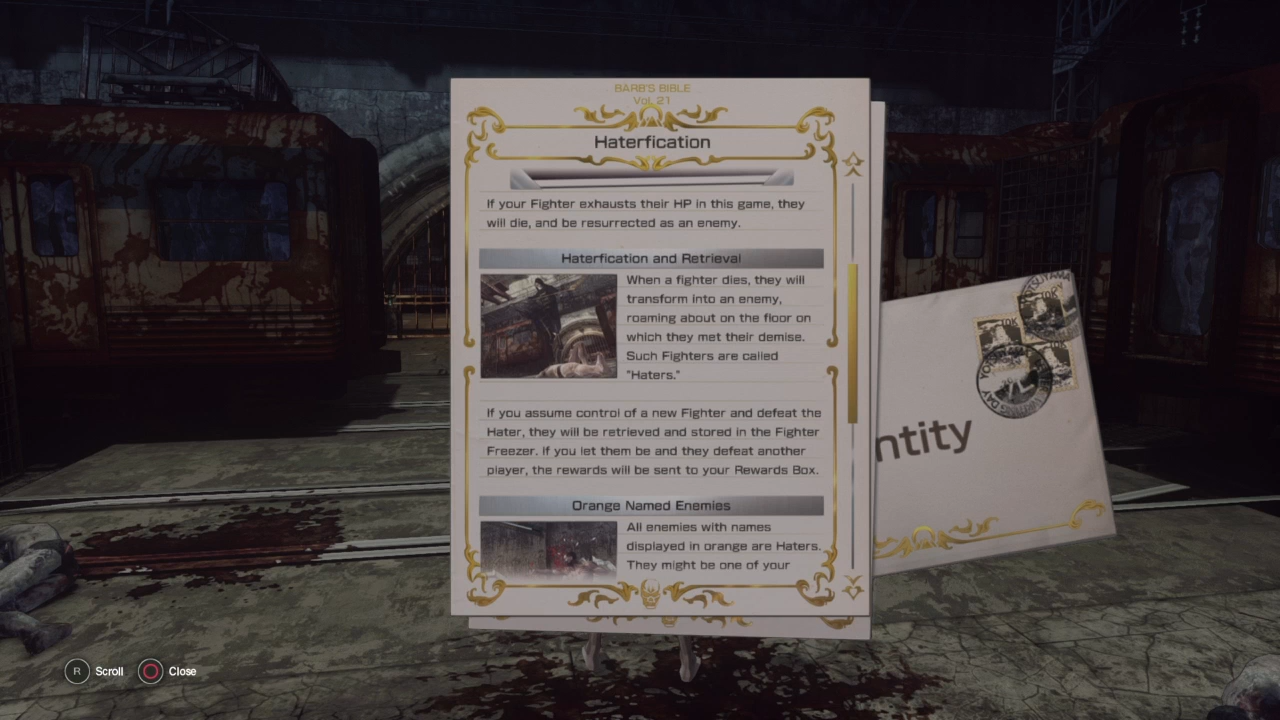 BARB'S BIBLE
Vol. 21
Haterfication
If your Fighter exhausts their HP in this game, they
will die, and be resurrected as an enemy.
Haterfication and Retrieval
When a fighter dies, they will
transform into an enemy,
roaming about on the floor on
which they met their demise.
Such Fighters are called
"Haters."
If you assume control of a new Fighter and defeat the
Hater, they will be retrieved and stored in the Fighter
Freezer. If you let them be and they defeat another
player, the rewards will be sent to your Rewards Box.
Orange Named Enemies
All enemies with names
displayed in orange are Haters.
They might be one of your
ntity
R Scroll Close